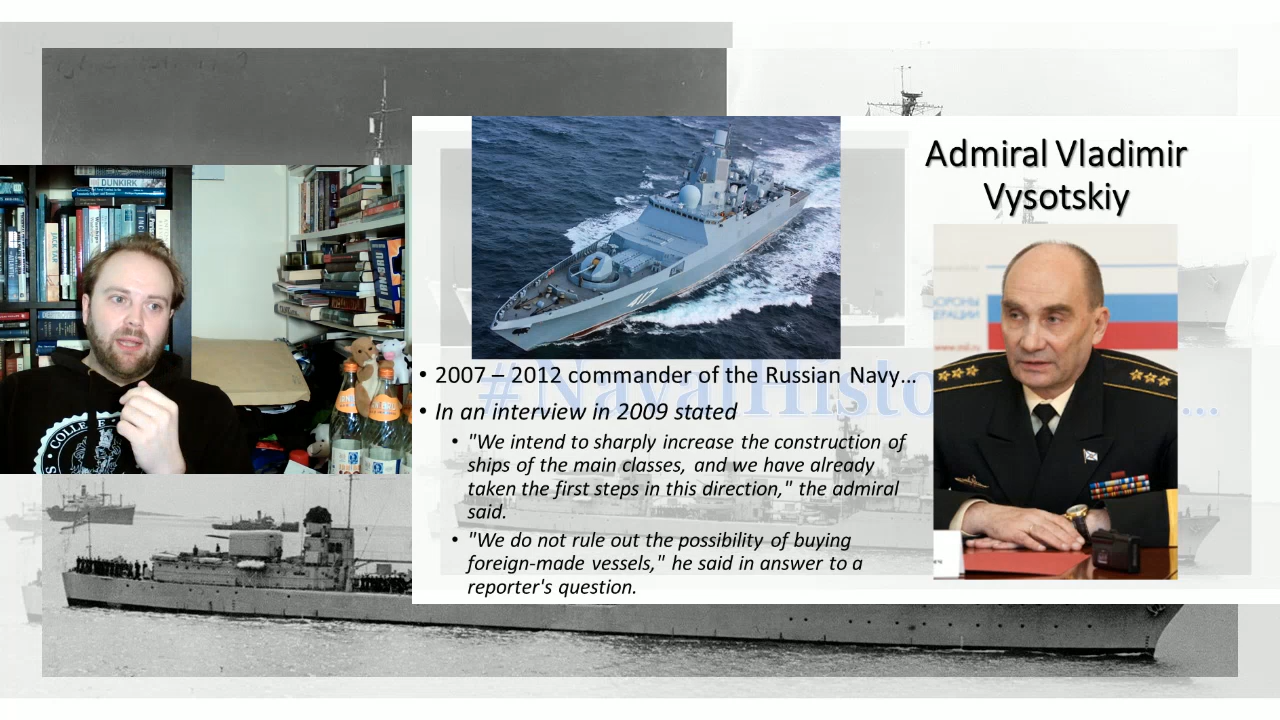 Admiral Vladimir
Vysotskiy
DUNKIRK
417
COLLEGE
#NavalHisto
...
• 2007 – 2012 commander of the Russian Navy...
• In an interview in 2009 stated
• "We intend to sharply increase the construction of
ships of the main classes, and we have already
taken the first steps in this direction," the admiral
said.
• "We do not rule out the possibility of buying
foreign-made vessels," he said in answer to a
reporter's question.